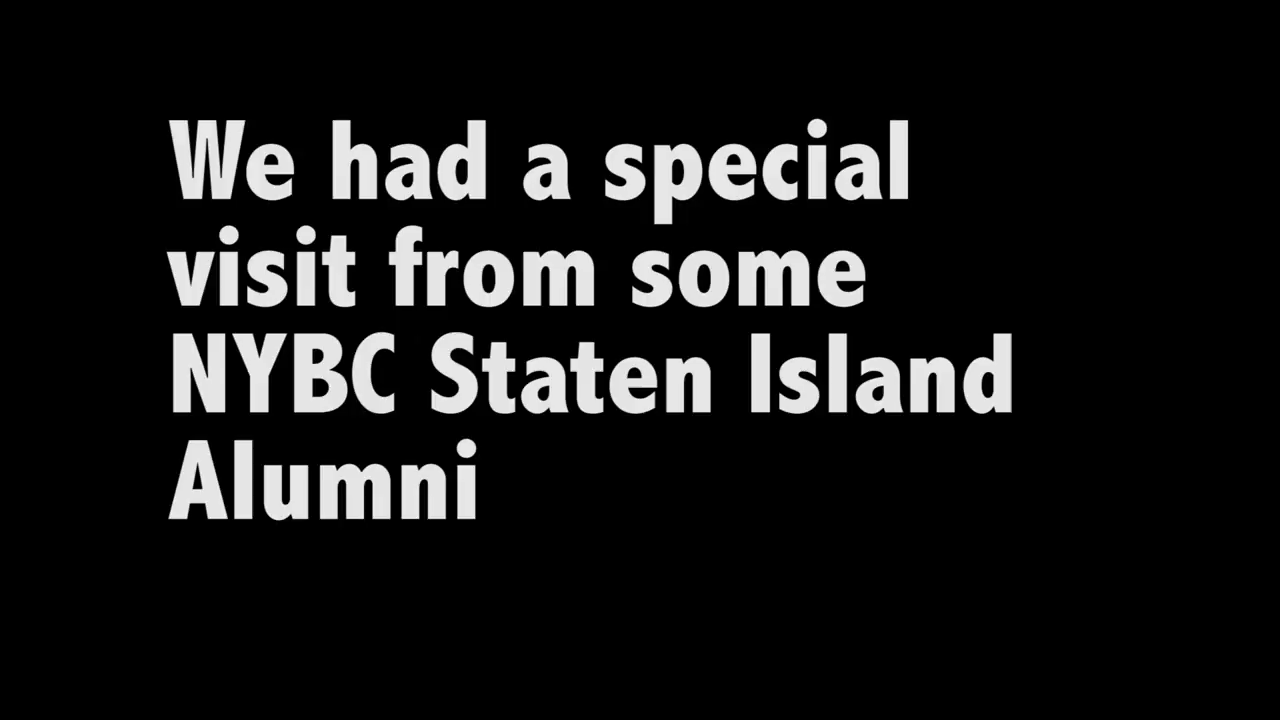 We had a special
visit from some
NYBC Staten Island
Alumni